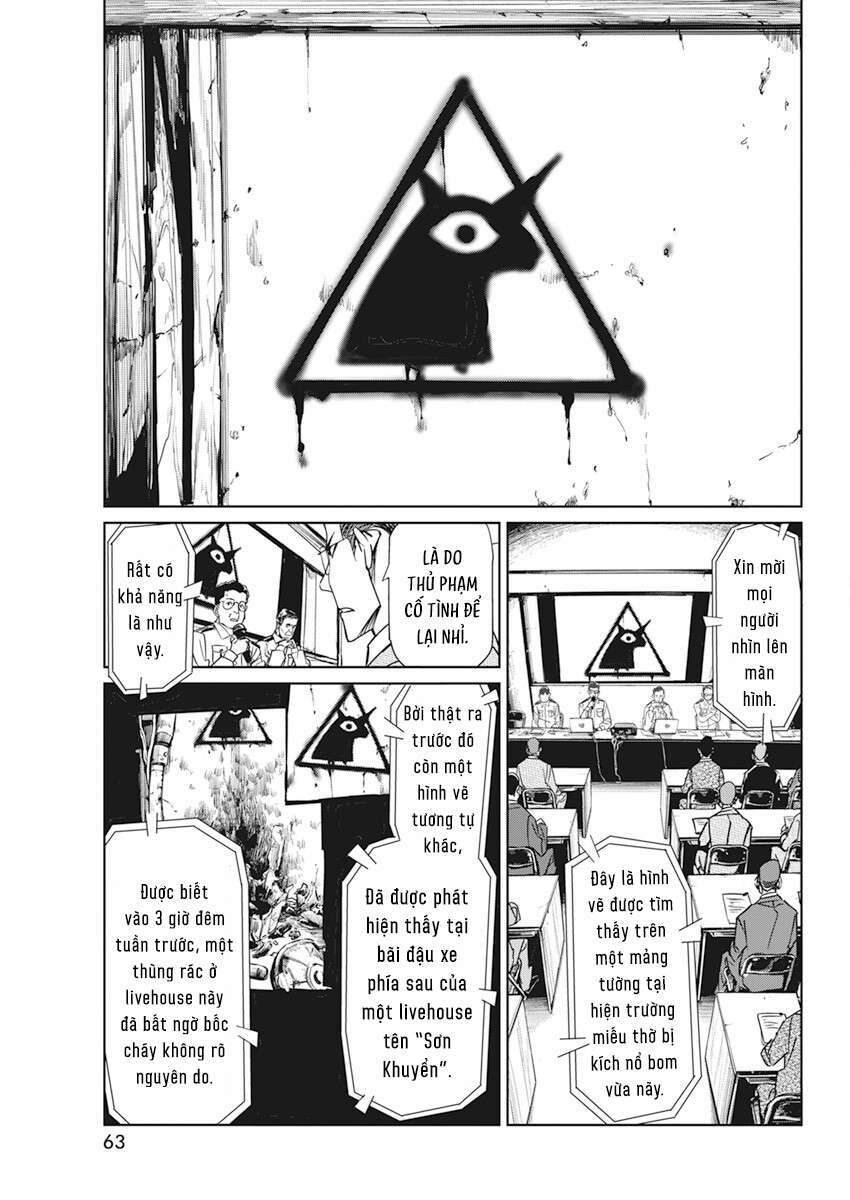 Xin mời
mọi
người
nhìn lên
màn
hình.
Đây là hình
vẽ được tìm
thấy trên
một mảng
tường tại
hiện trường
miếu thờ bị
kích nổ bom
vừa nãy.
LÀ DO
THỦ PHẠM
CỐ TÌNH ĐỂ
LẠI NHỈ.
Rất có
khả năng
là như
vậy.
Bởi thật ra
trước đó
còn một
hình vẽ
tương tự
khác,
Đã được phát
hiện thấy tại
bãi đậu xe
phía sau của
một livehouse
tên “Sơn
Khuyển”.
Được biết
vào 3 giờ đêm
tuần trước, một
thùng rác ở
livehouse này
đã bất ngờ bốc
cháy không rõ
nguyên do.
63